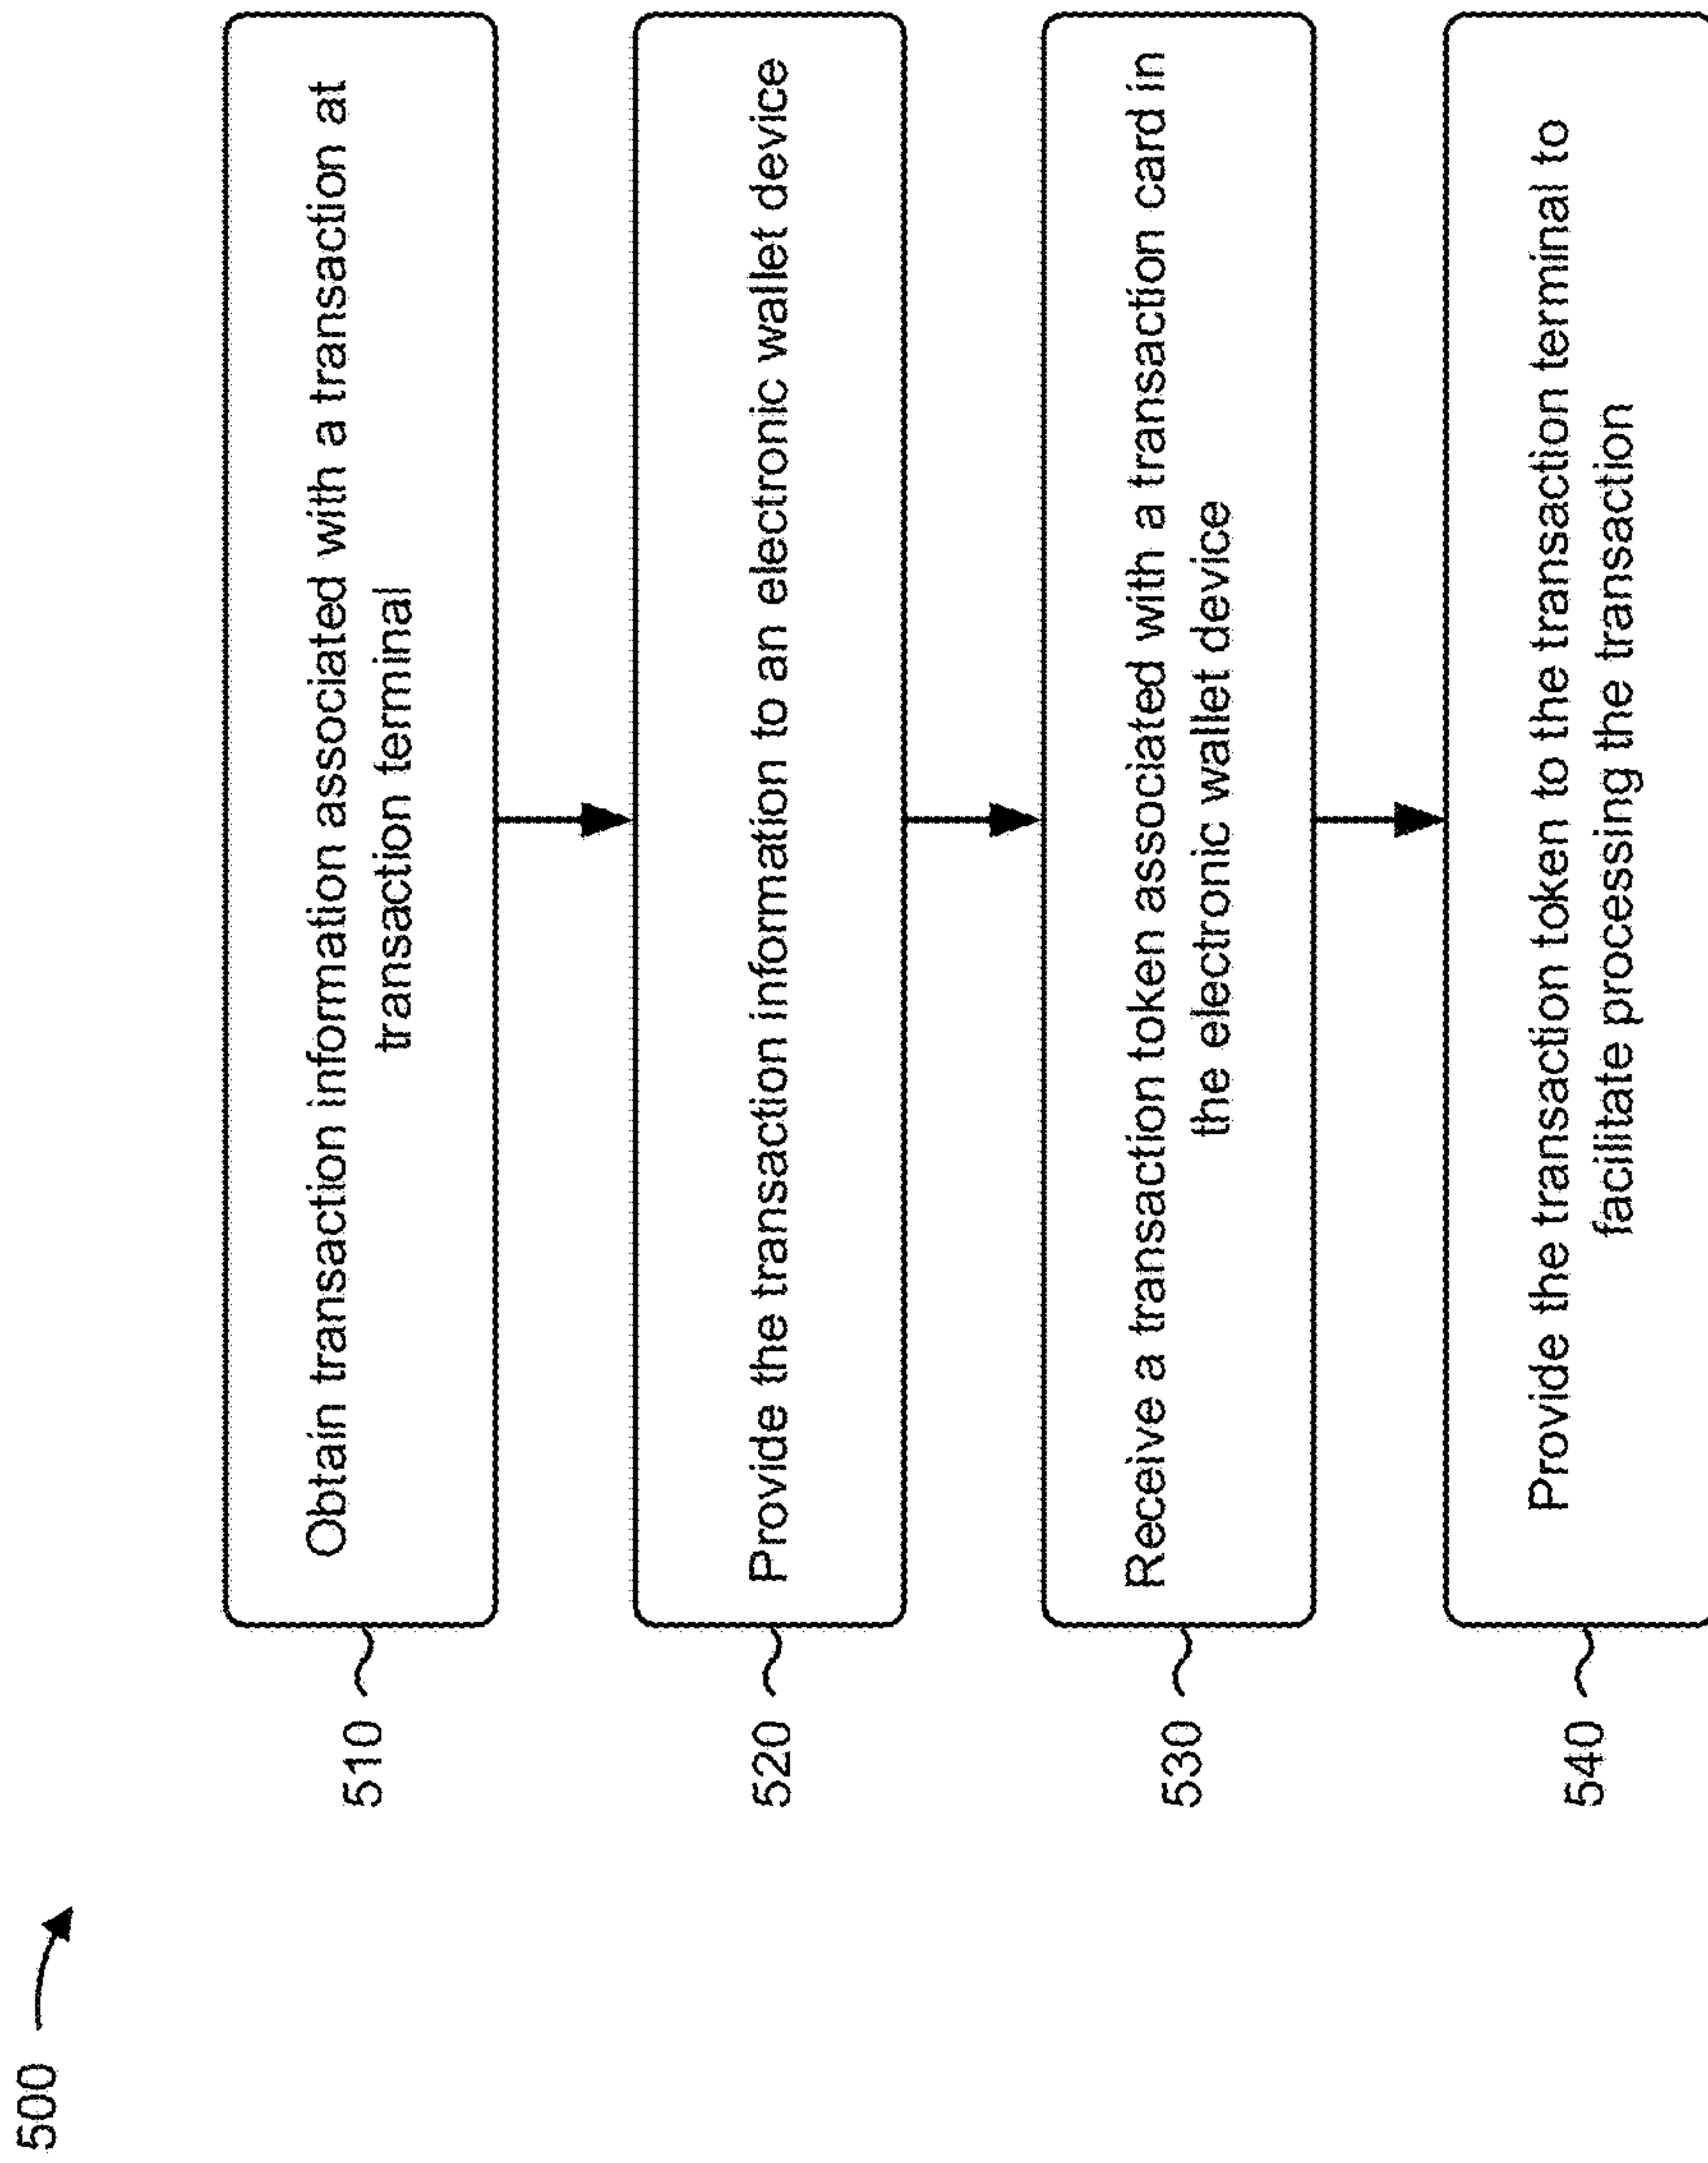 500
510
Obtain transaction information associated with a transaction at
transaction terminal
520
Provide the transaction information to an electronic wallet device
530
Receive a transaction token associated with a transaction card in
the electronic wallet device
540
Provide the transaction token to the transaction terminal to
facilitate processing the transaction